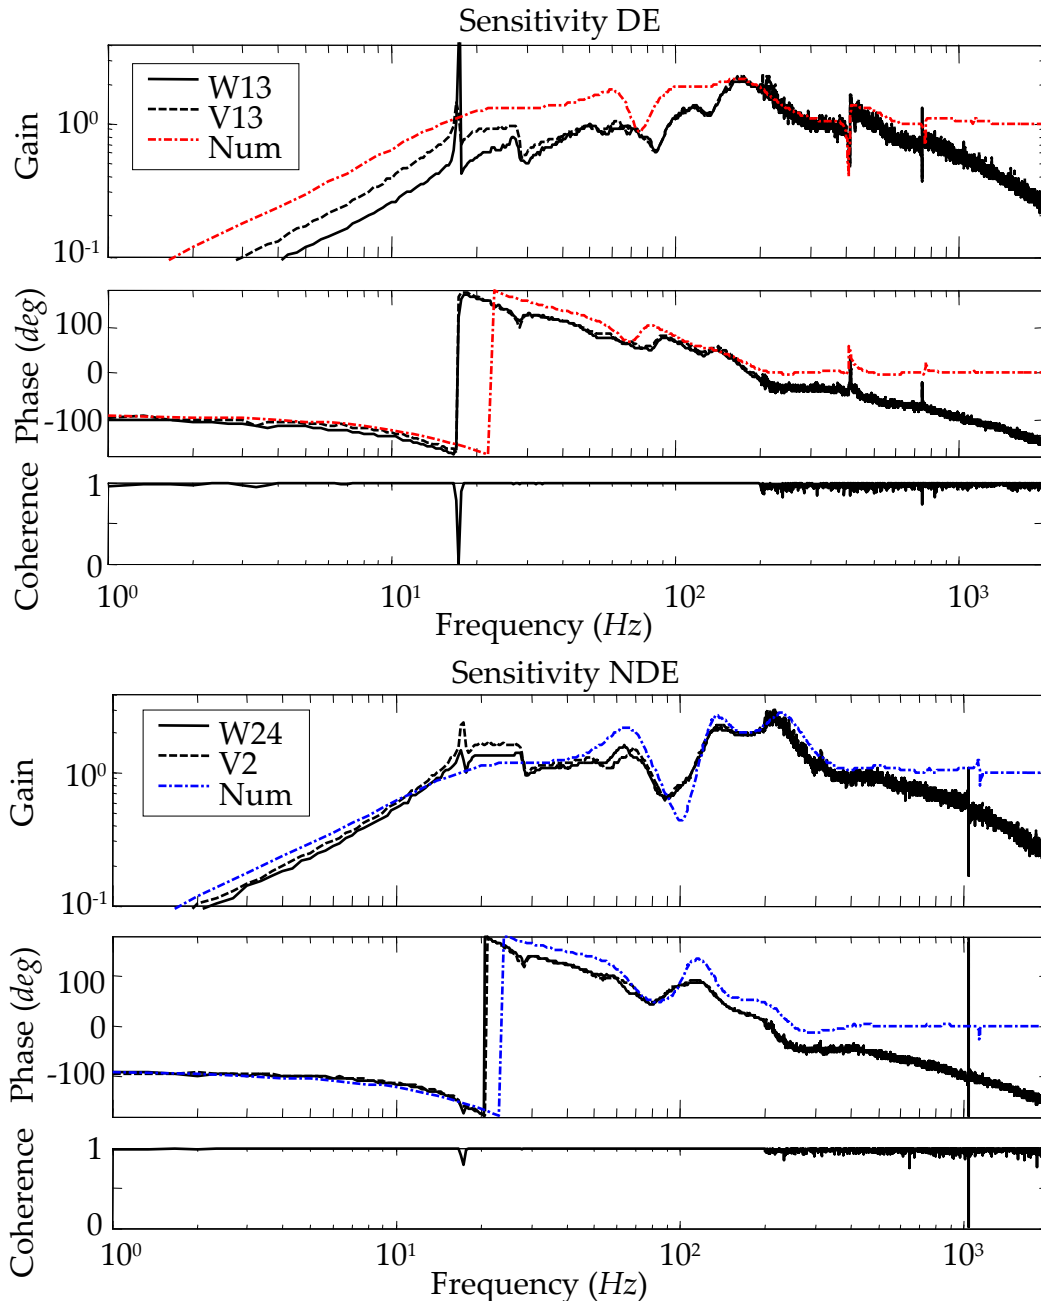 Sensitivity DE
W13
V13
Num
Gain
10⁰
10⁻¹
Phase (deg)
100
0
-100
Coherence
1
0
10⁰ 10¹ 10² 10³
Frequency (Hz)
Sensitivity NDE
W24
V2
Num
Gain
10⁰
10⁻¹
Phase (deg)
100
0
-100
Coherence
1
0
10⁰ 10¹ 10² 10³
Frequency (Hz)